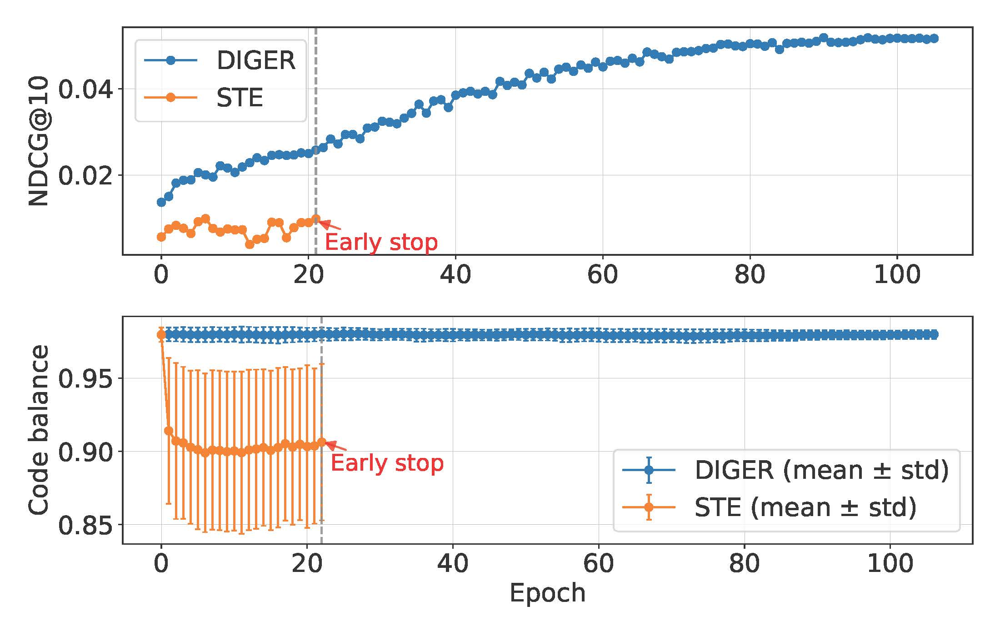 NDCG@10
0.04
0.02
DIGER
STE
Early stop
0 20 40 60 80 100
Code balance
0.95
0.90
0.85
Early stop
DIGER (mean ± std)
STE (mean ± std)
0 20 40 60 80 100
Epoch